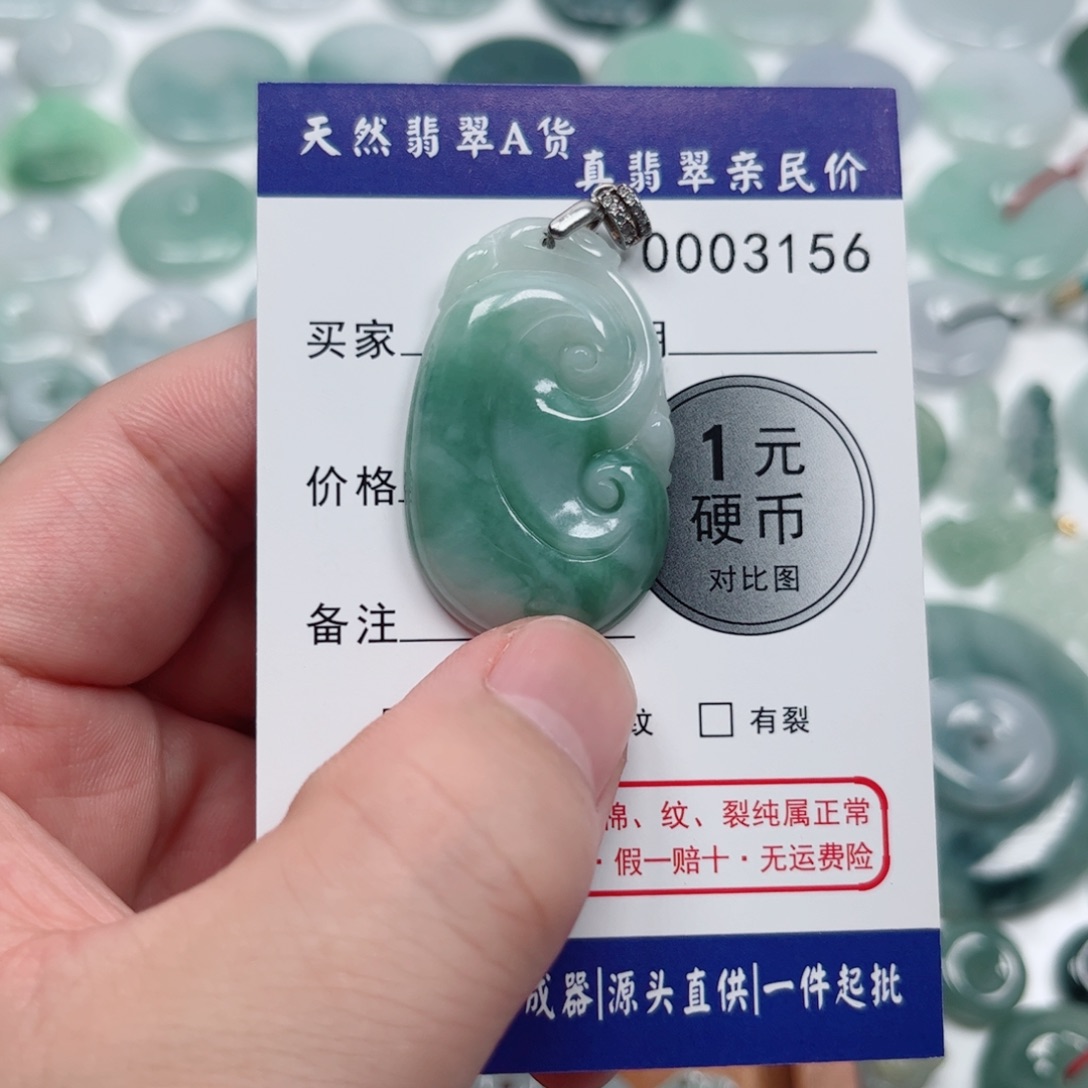 天然翡翠A货
真翡翠亲民价
0003156
买家
价格
1元
硬币
对比图
备注
纹 □ 有裂
棉、纹、裂纯属正常
·假一赔十·无运费险
成器|源头直供|一件起批